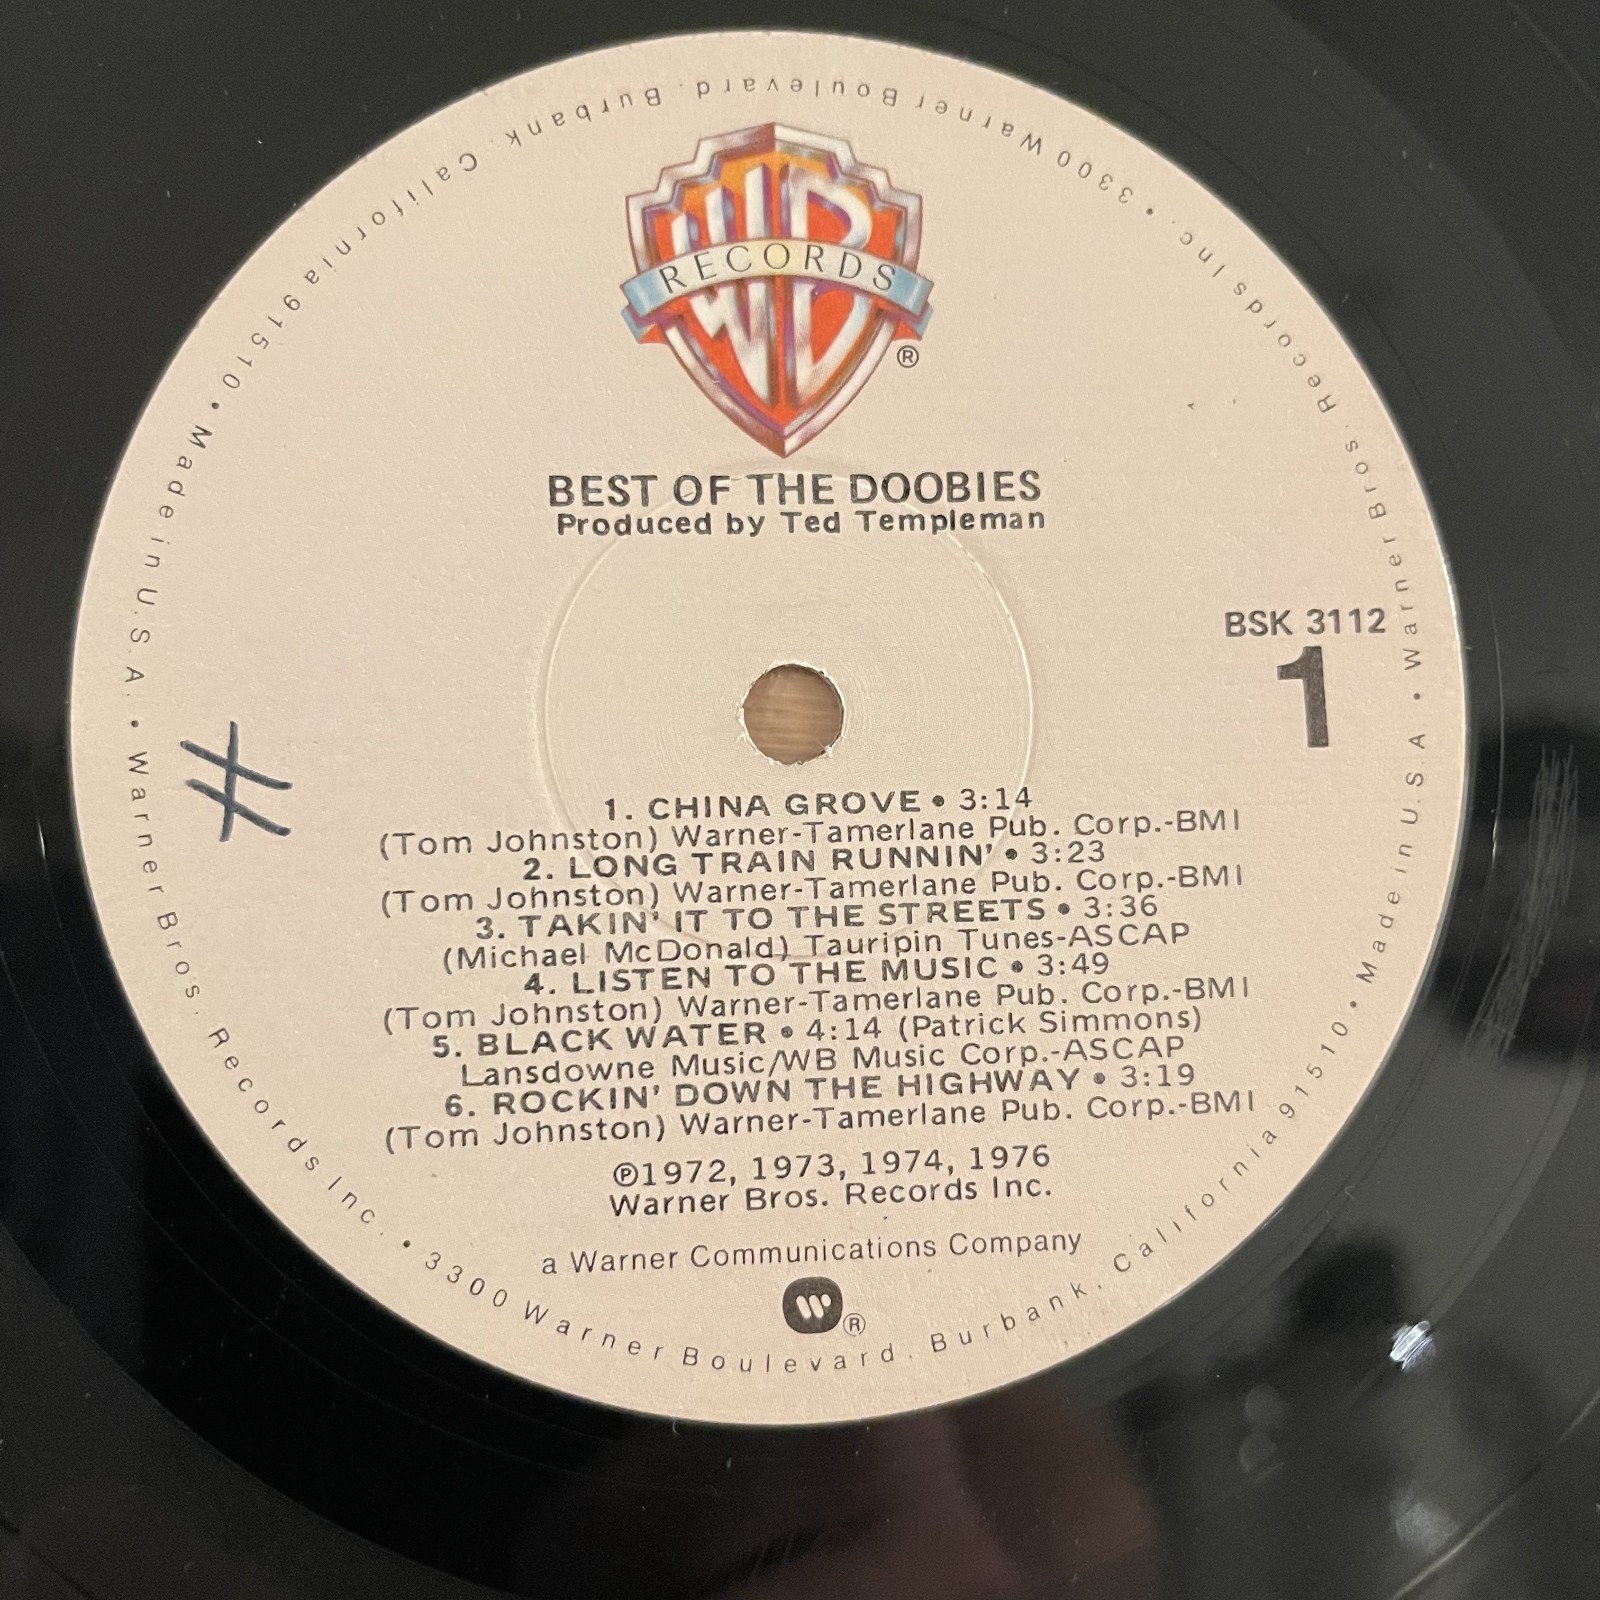 WB
RECORDS
®
BEST OF THE DOOBIES
Produced by Ted Templeman
BSK 3112
1
#
1. CHINA GROVE • 3:14
(Tom Johnston) Warner-Tamerlane Pub. Corp.-BMI
2. LONG TRAIN RUNNIN' • 3:23
(Tom Johnston) Warner-Tamerlane Pub. Corp.-BMI
3. TAKIN' IT TO THE STREETS • 3:36
(Michael McDonald) Tauripin Tunes-ASCAP
4. LISTEN TO THE MUSIC • 3:49
(Tom Johnston) Warner-Tamerlane Pub. Corp.-BMI
5. BLACK WATER • 4:14 (Patrick Simmons)
Lansdowne Music/WB Music Corp.-ASCAP
6. ROCKIN' DOWN THE HIGHWAY • 3:19
(Tom Johnston) Warner-Tamerlane Pub. Corp.-BMI
℗1972, 1973, 1974, 1976
Warner Bros. Records Inc.
a Warner Communications Company
®
Warner Bros. Records Inc. • 3300 Warner Boulevard. Burbank. California 91510 • Made in U.S.A. • Warner Bros. Records Inc. • 3300 Warner Boulevard. Burbank. California 91510 • Made in U.S.A •